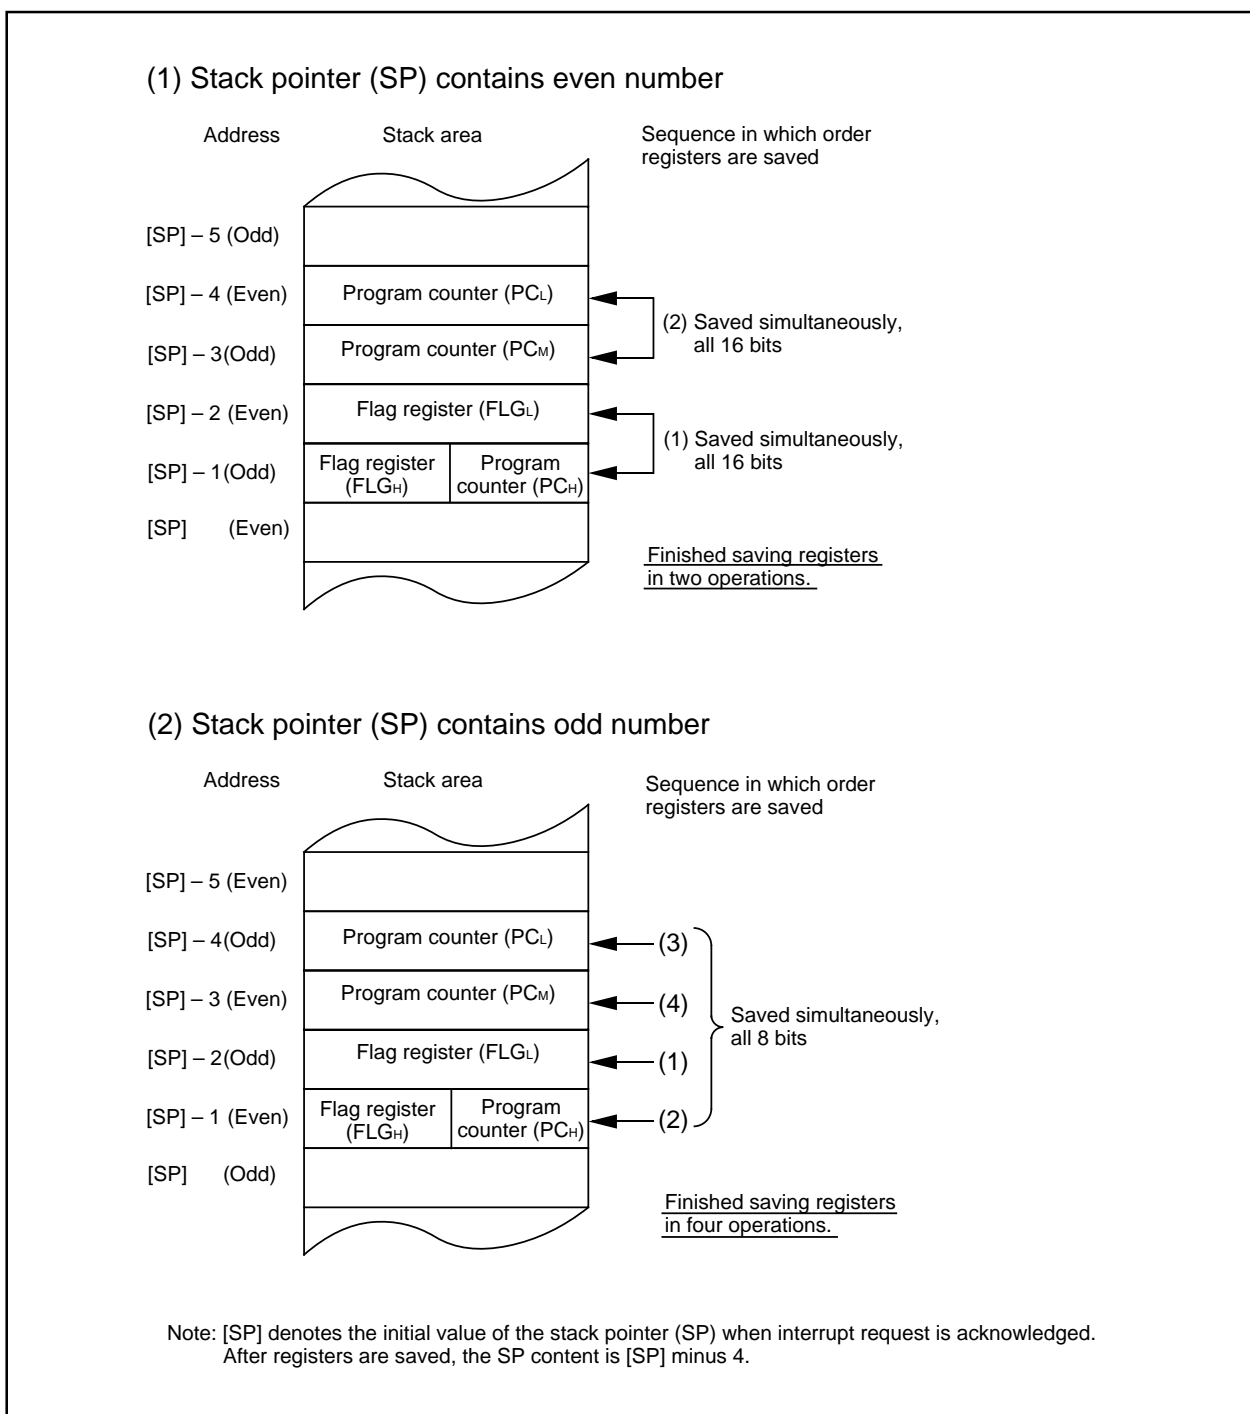 (1) Stack pointer (SP) contains even number
Address Stack area Sequence in which order
registers are saved
[SP] – 5 (Odd)
[SP] – 4 (Even) Program counter (PCL)
(2) Saved simultaneously,
all 16 bits
[SP] – 3(Odd) Program counter (PCM)
[SP] – 2 (Even) Flag register (FLGL)
(1) Saved simultaneously,
all 16 bits
[SP] – 1(Odd) Flag register Program
(FLGH) counter (PCH)
[SP] (Even)
Finished saving registers
in two operations.
(2) Stack pointer (SP) contains odd number
Address Stack area Sequence in which order
registers are saved
[SP] – 5 (Even)
[SP] – 4(Odd) Program counter (PCL) (3)
[SP] – 3 (Even) Program counter (PCM) (4)
Saved simultaneously,
all 8 bits
[SP] – 2(Odd) Flag register (FLGL) (1)
[SP] – 1 (Even) Flag register Program (2)
(FLGH) counter (PCH)
[SP] (Odd)
Finished saving registers
in four operations.
Note: [SP] denotes the initial value of the stack pointer (SP) when interrupt request is acknowledged.
After registers are saved, the SP content is [SP] minus 4.